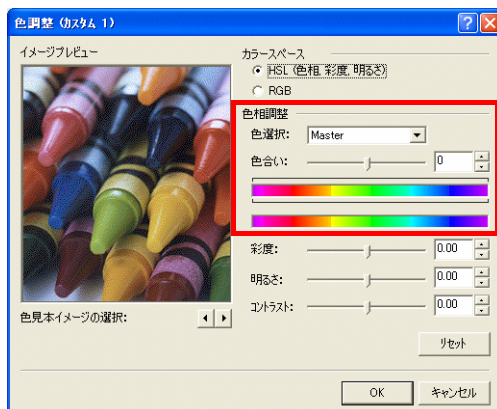 色調整 (カスタム 1)
イメージプレビュー
カラースペース
HSL (色相, 彩度, 明るさ)
RGB
色相調整
色選択: Master
色合い: 0
彩度: 0.00
明るさ: 0.00
コントラスト: 0.00
色見本イメージの選択:
リセット
OK キャンセル